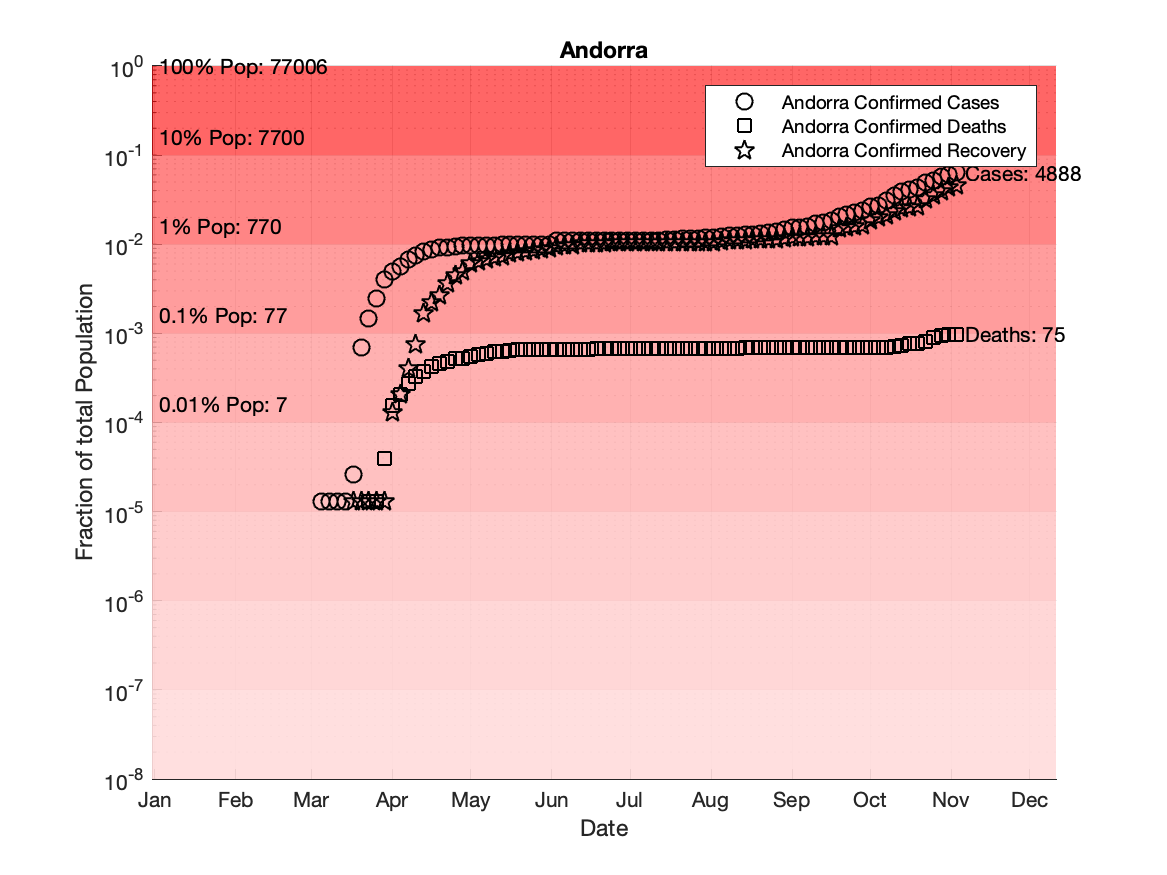 Andorra
10^0
100% Pop: 77006
Andorra Confirmed Cases
Andorra Confirmed Deaths
Andorra Confirmed Recovery
10% Pop: 7700
10^-1
Cases: 4888
1% Pop: 770
10^-2
0.1% Pop: 77
10^-3
Deaths: 75
0.01% Pop: 7
10^-4
10^-5
10^-6
10^-7
10^-8
Fraction of total Population
Jan Feb Mar Apr May Jun Jul Aug Sep Oct Nov Dec
Date